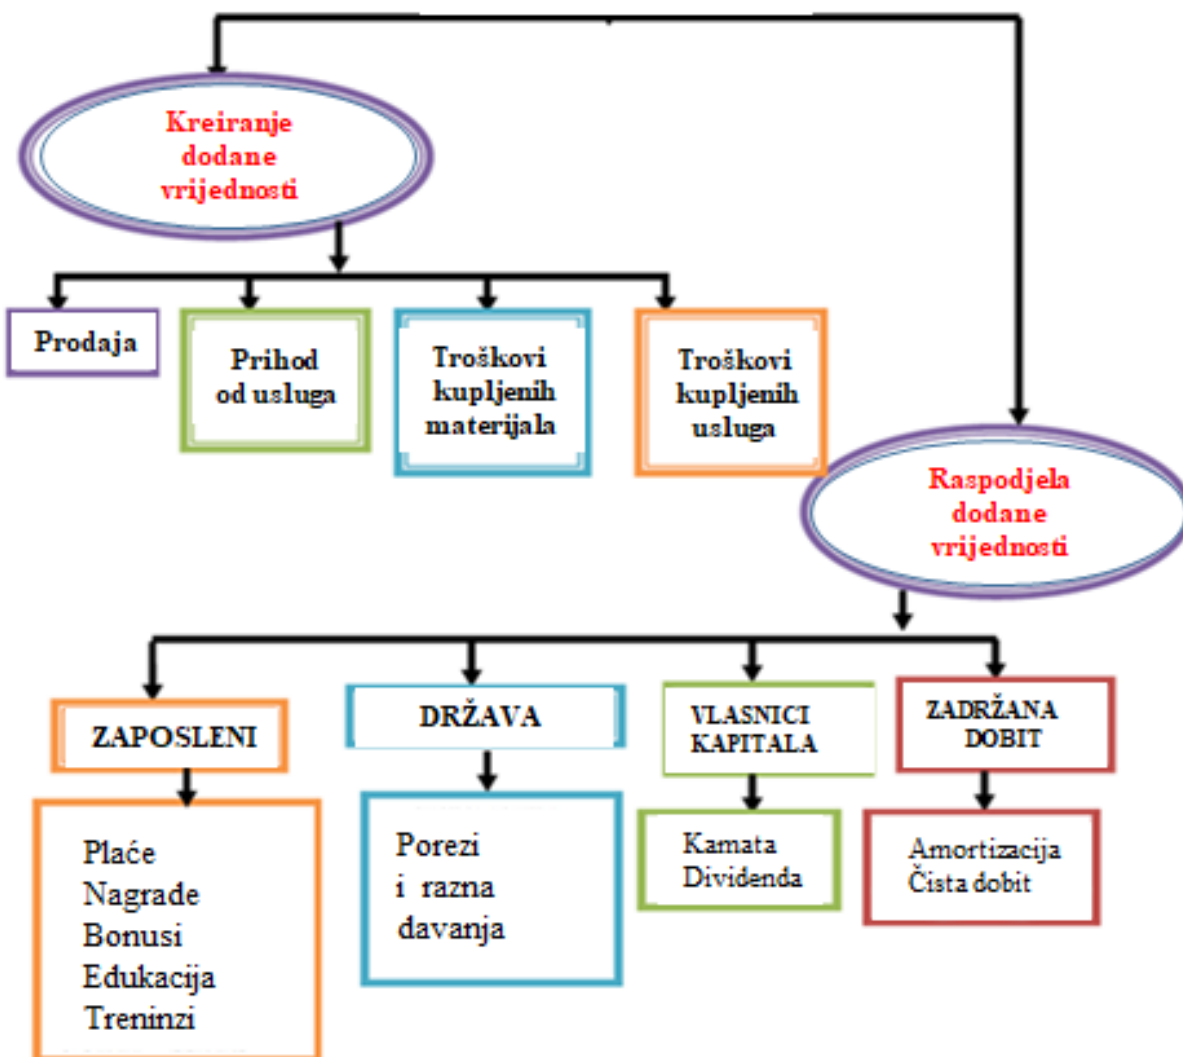 Kreiranje
dodane
vrijednosti
Prodaja
Prihod
od usluga
Troškovi
kupljenih
materijala
Troškovi
kupljenih
usluga
Raspodjela
dodane
vrijednosti
ZAPOSLENI
DRŽAVA
VLASNICI
KAPITALA
ZADRŽANA
DOBIT
Plaće
Nagrade
Bonusi
Edukacija
Treninzi
Porezi
i razna
davanja
Kamata
Dividenda
Amortizacija
Čista dobit